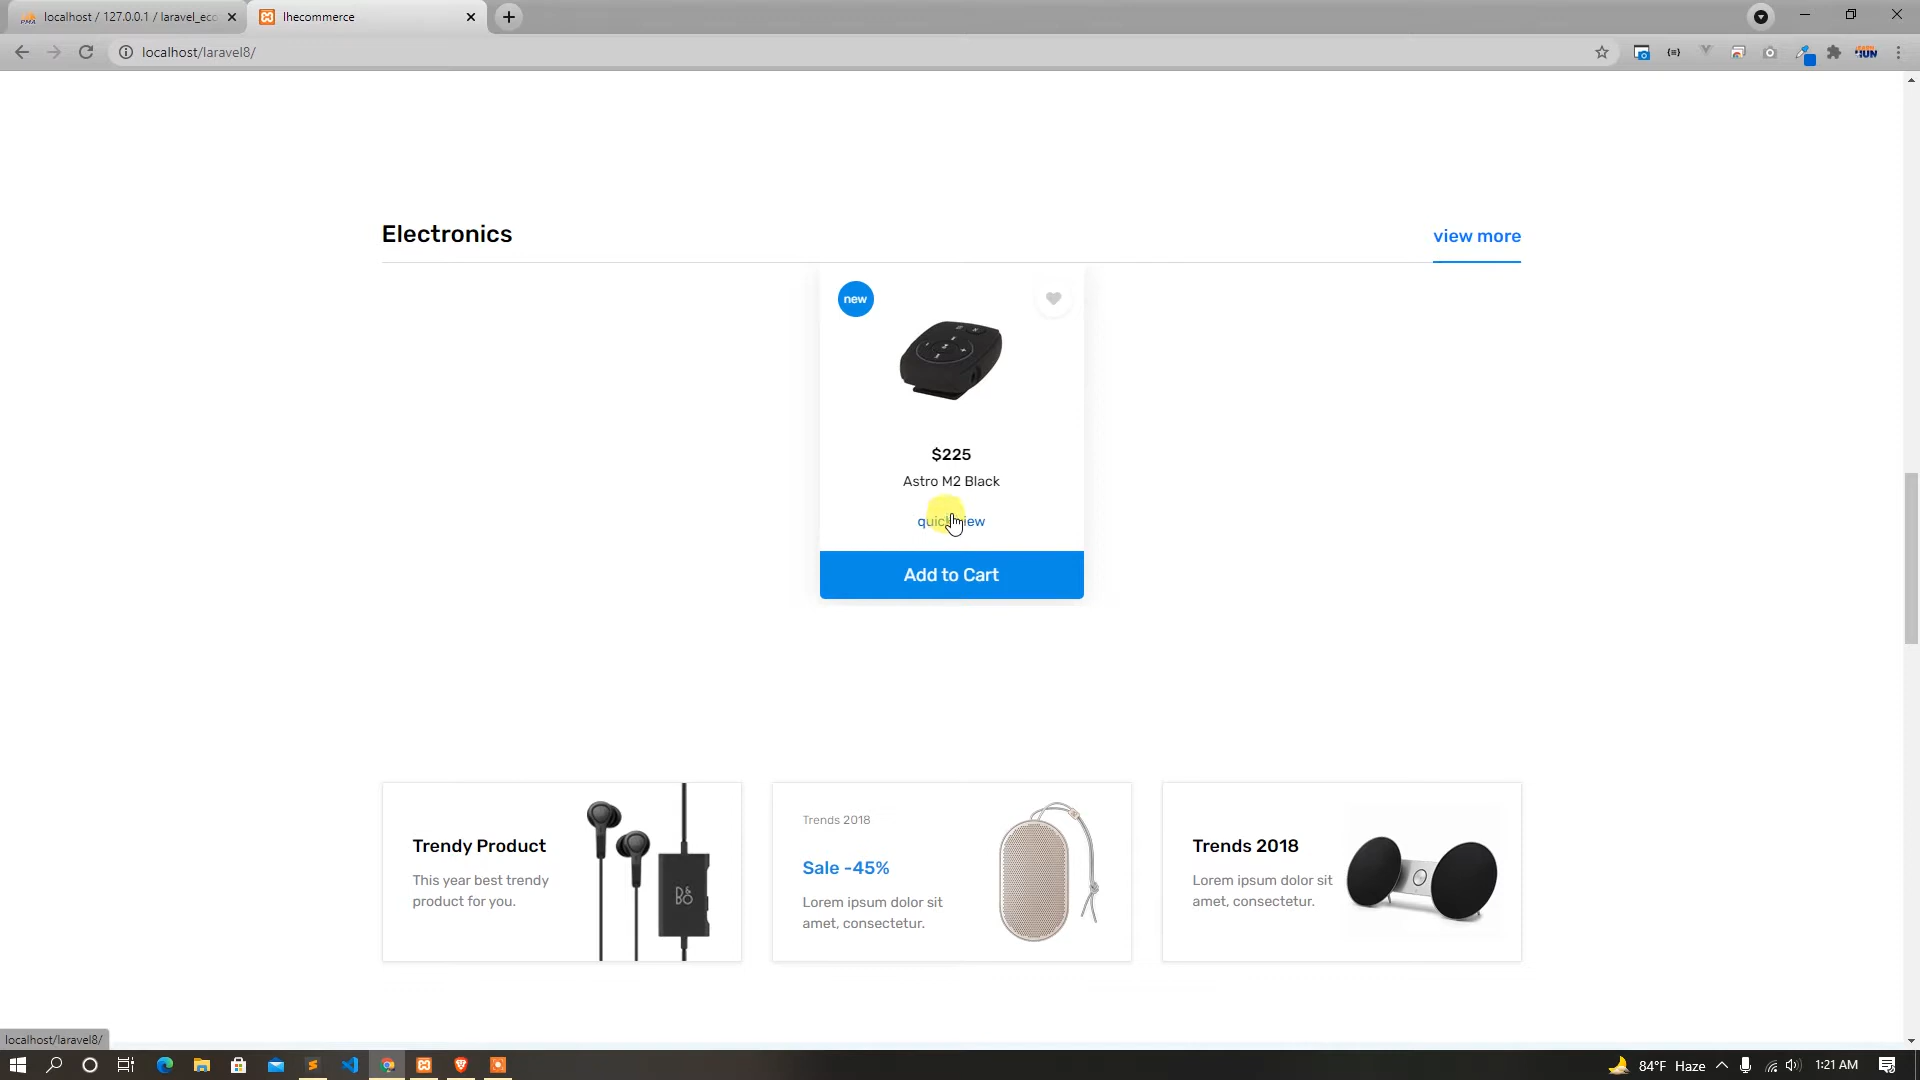 localhost / 127.0.0.1 / laravel_eco
lhecommerce
localhost/laravel8/
Electronics
view more
new
$225
Astro M2 Black
quick view
Add to Cart
Trendy Product
This year best trendy
product for you.
B&O
Trends 2018
Sale -45%
Lorem ipsum dolor sit
amet, consectetur.
Trends 2018
Lorem ipsum dolor sit
amet, consectetur.
localhost/laravel8/
84°F Haze
1:21 AM